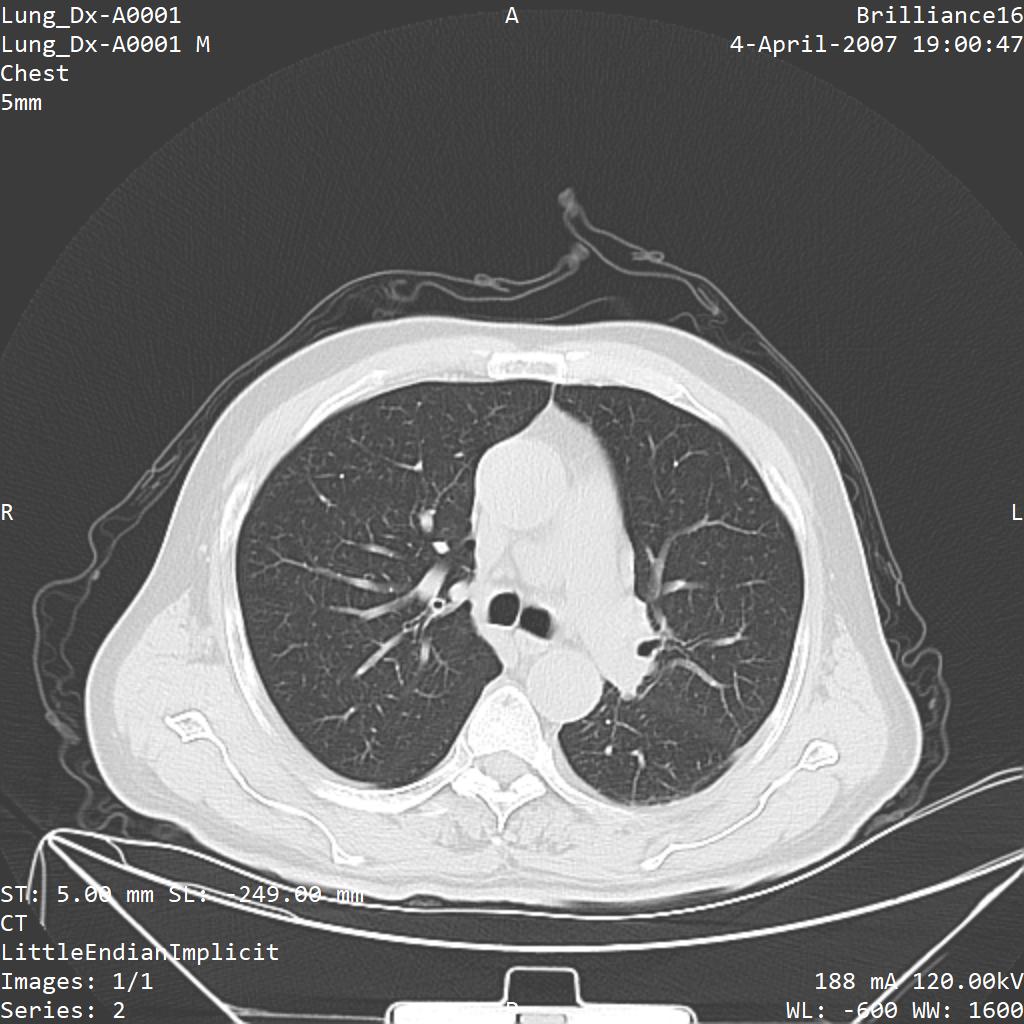 Lung_Dx-A0001
Lung_Dx-A0001 M
Chest
5mm
A
Brilliance16
4-April-2007 19:00:47
R
L
ST: 5.00 mm SL: -249.00 mm
CT
LittleEndianImplicit
Images: 1/1
Series: 2
P
188 mA 120.00kV
WL: -600 WW: 1600